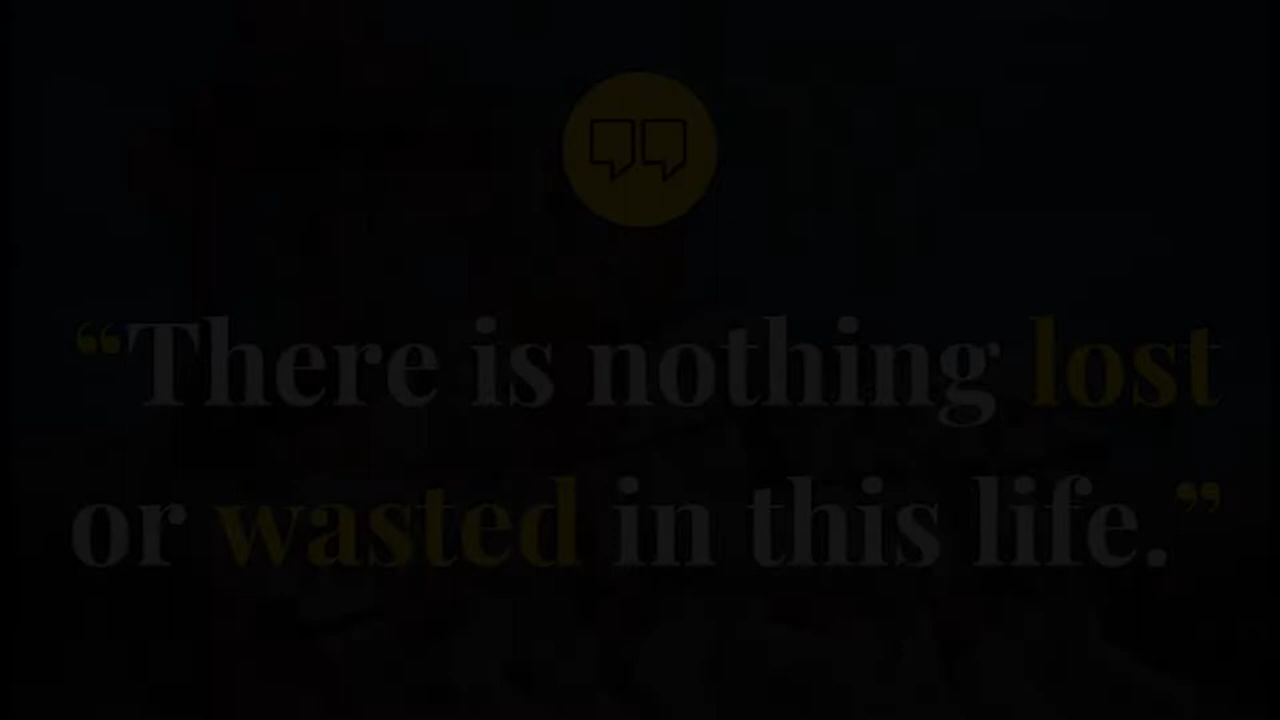 “There is nothing lost
or wasted in this life.”